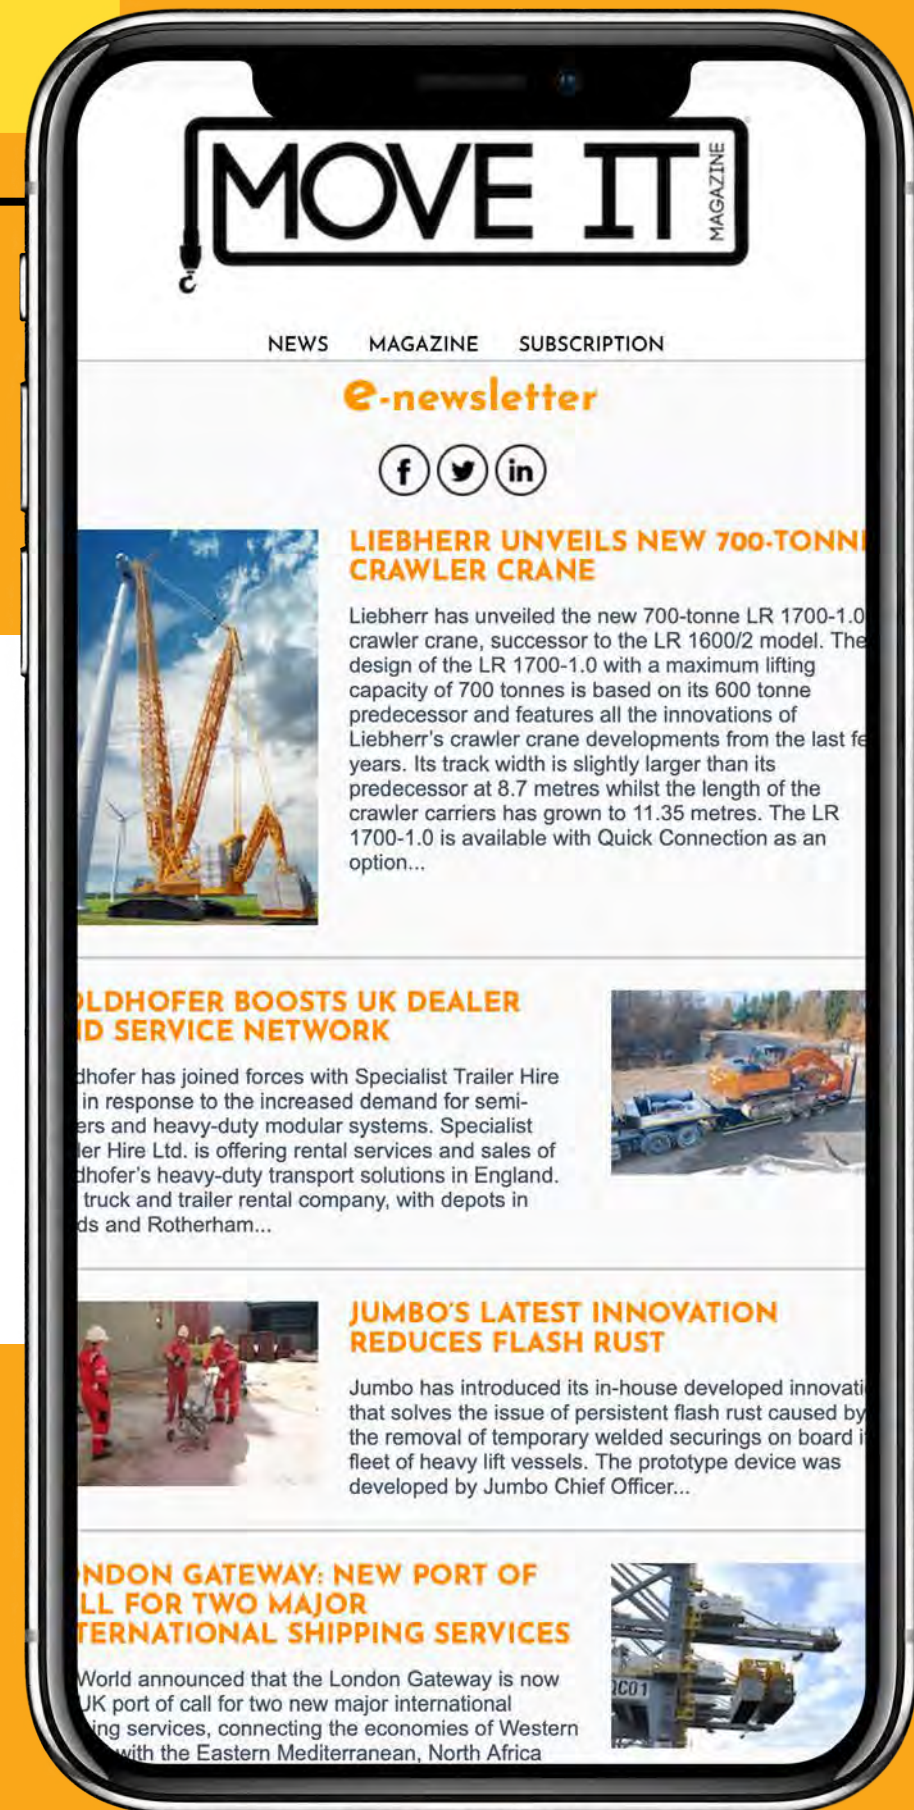 MOVE IT
MAGAZINE
NEWS MAGAZINE SUBSCRIPTION
e-newsletter
f in
LIEBHERR UNVEILS NEW 700-TONN
CRAWLER CRANE
Liebherr has unveiled the new 700-tonne LR 1700-1.0
crawler crane, successor to the LR 1600/2 model. The
design of the LR 1700-1.0 with a maximum lifting
capacity of 700 tonnes is based on its 600 tonne
predecessor and features all the innovations of
Liebherr's crawler crane developments from the last fe
years. Its track width is slightly larger than its
predecessor at 8.7 metres whilst the length of the
crawler carriers has grown to 11.35 metres. The LR
1700-1.0 is available with Quick Connection as an
option...
OLDHOFER BOOSTS UK DEALER
ND SERVICE NETWORK
dhofer has joined forces with Specialist Trailer Hire
in response to the increased demand for semi-
ers and heavy-duty modular systems. Specialist
ler Hire Ltd. is offering rental services and sales of
dhofer's heavy-duty transport solutions in England.
truck and trailer rental company, with depots in
ds and Rotherham...
JUMBO'S LATEST INNOVATION
REDUCES FLASH RUST
Jumbo has introduced its in-house developed innovati
that solves the issue of persistent flash rust caused by
the removal of temporary welded securings on board i
fleet of heavy lift vessels. The prototype device was
developed by Jumbo Chief Officer...
ONDON GATEWAY: NEW PORT OF
LL FOR TWO MAJOR
TERNATIONAL SHIPPING SERVICES
World announced that the London Gateway is now
UK port of call for two new major international
ing services, connecting the economies of Western
with the Eastern Mediterranean, North Africa
QC01